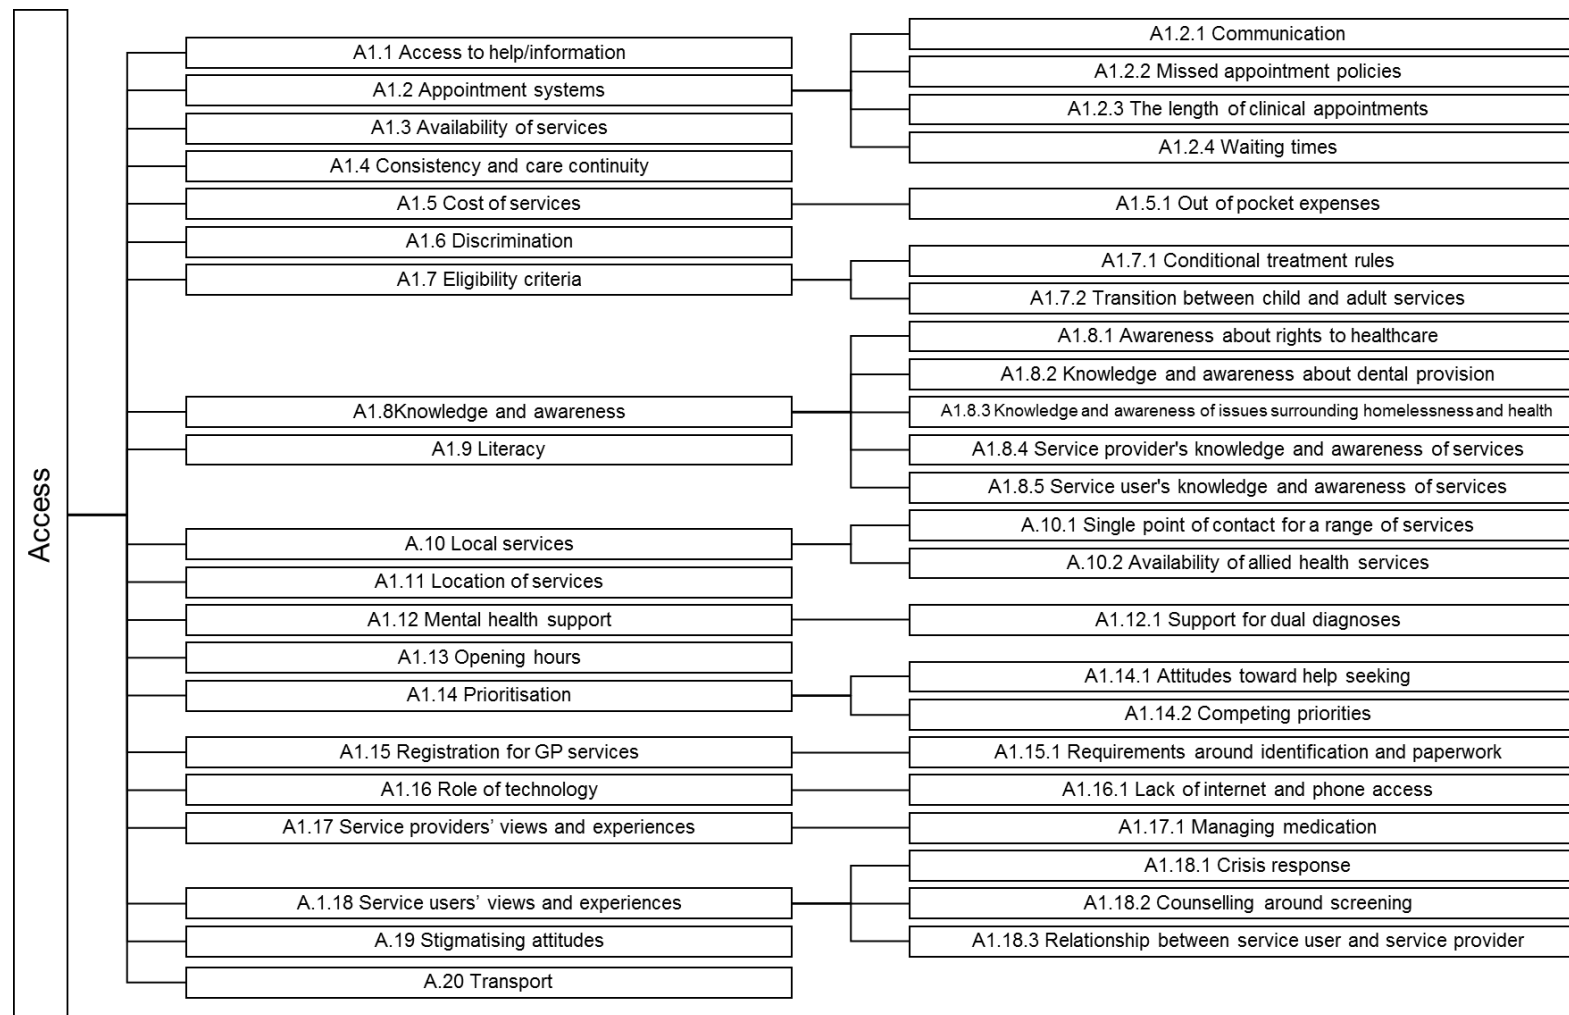 Access
A1.1 Access to help/information
A1.2 Appointment systems
A1.2.1 Communication
A1.2.2 Missed appointment policies
A1.2.3 The length of clinical appointments
A1.2.4 Waiting times
A1.3 Availability of services
A1.4 Consistency and care continuity
A1.5 Cost of services
A1.5.1 Out of pocket expenses
A1.6 Discrimination
A1.7 Eligibility criteria
A1.7.1 Conditional treatment rules
A1.7.2 Transition between child and adult services
A1.8Knowledge and awareness
A1.8.1 Awareness about rights to healthcare
A1.8.2 Knowledge and awareness about dental provision
A1.8.3 Knowledge and awareness of issues surrounding homelessness and health
A1.8.4 Service provider's knowledge and awareness of services
A1.8.5 Service user's knowledge and awareness of services
A1.9 Literacy
A.10 Local services
A.10.1 Single point of contact for a range of services
A.10.2 Availability of allied health services
A1.11 Location of services
A1.12 Mental health support
A1.12.1 Support for dual diagnoses
A1.13 Opening hours
A1.14 Prioritisation
A1.14.1 Attitudes toward help seeking
A1.14.2 Competing priorities
A1.15 Registration for GP services
A1.15.1 Requirements around identification and paperwork
A1.16 Role of technology
A1.16.1 Lack of internet and phone access
A1.17 Service providers’ views and experiences
A1.17.1 Managing medication
A.1.18 Service users’ views and experiences
A1.18.1 Crisis response
A1.18.2 Counselling around screening
A1.18.3 Relationship between service user and service provider
A.19 Stigmatising attitudes
A.20 Transport